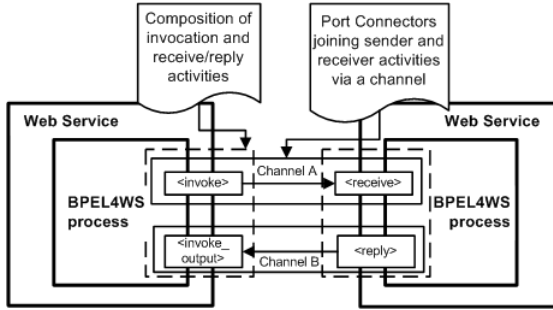 Composition of
invocation and
receive/reply
activities
Port Connectors
joining sender and
receiver activities
via a channel
Web Service
Web Service
BPEL4WS
process
<invoke>
Channel A
<receive>
BPEL4WS
process
<invoke_
output>
Channel B
<reply>